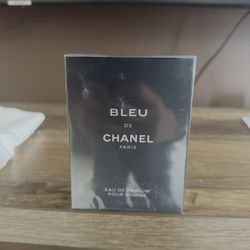 BLEU
DE
CHANEL
PARIS
EAU DE PARFUM
POUR HOMME